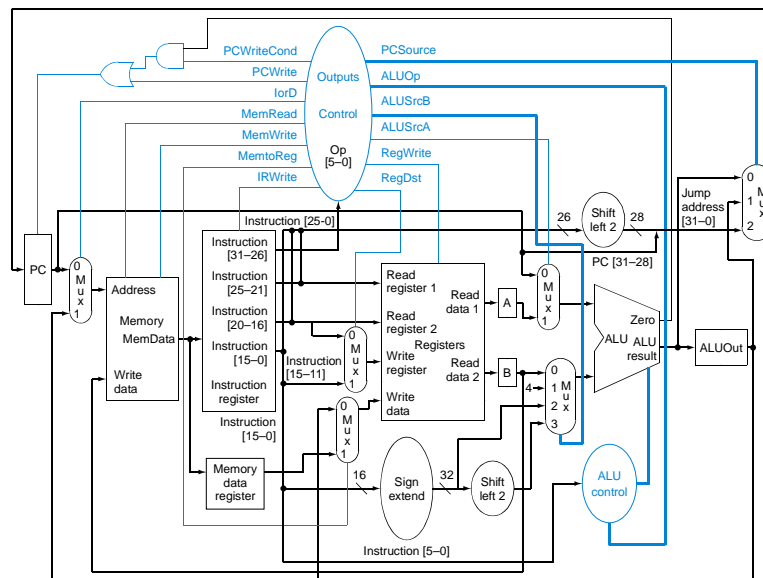 PCWriteCond
PCSource
PCWrite
Outputs
ALUOp
IorD
ALUSrcB
MemRead
Control
ALUSrcA
MemWrite
RegWrite
MemtoReg
Op
[5–0]
RegDst
IRWrite
0
Jump
address
[31–0]
1
M
u
x
2
Instruction [25-0]
26
Shift
left 2
28
PC [31–28]
PC
0
M
u
x
1
Address
Memory
MemData
Write
data
Instruction
[31–26]
Instruction
[25–21]
Instruction
[20–16]
Instruction
[15–0]
Instruction
register
Instruction
[15–11]
Instruction
[15–0]
0
M
u
x
1
0
M
u
x
1
Read
register 1
Read
register 2
Registers
Write
register
Write
data
Read
data 1
Read
data 2
A
B
0
M
u
x
1
4
0
1
2
3
M
u
x
Zero
ALU
ALU
result
ALUOut
Memory
data
register
16
Sign
extend
32
Shift
left 2
ALU
control
Instruction [5–0]